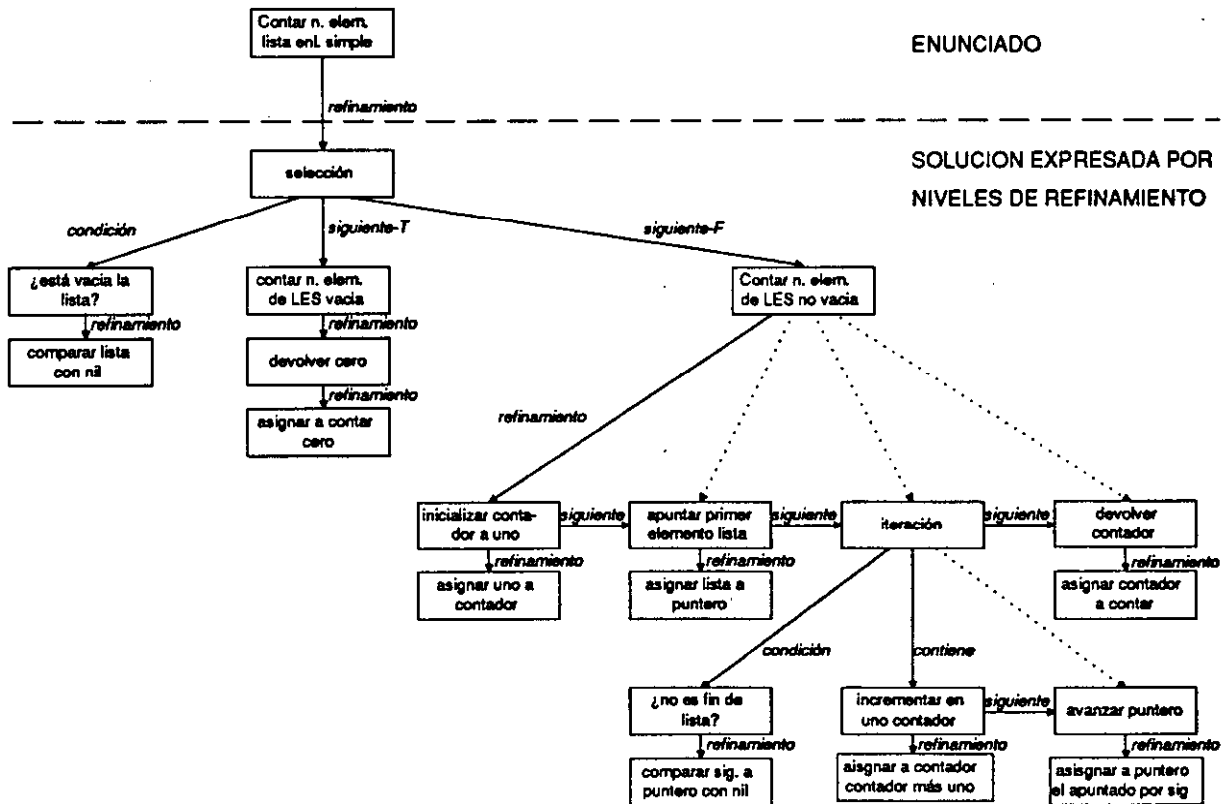 Contar n. elem.
lista enl. simple
ENUNCIADO
refinamiento
selección
SOLUCION EXPRESADA POR
NIVELES DE REFINAMIENTO
condición
siguiente-T
siguiente-F
¿está vacia la
lista?
contar n. elem.
de LES vacia
Contar n. elem.
de LES no vacia
refinamiento
refinamiento
comparar lista
con nil
devolver cero
refinamiento
asignar a contar
cero
refinamiento
inicializar conta-
dor a uno
siguiente
apuntar primer
elemento lista
siguiente
iteración
siguiente
devolver
contador
refinamiento
refinamiento
refinamiento
asignar uno a
contador
asignar lista a
puntero
asignar contador
a contar
condición
contiene
¿no es fin de
lista?
incrementar en
uno contador
siguiente
avanzar puntero
refinamiento
refinamiento
refinamiento
comparar sig. a
puntero con nil
aisgnar a contador
contador más uno
asisgnar a puntero
el apuntado por sig